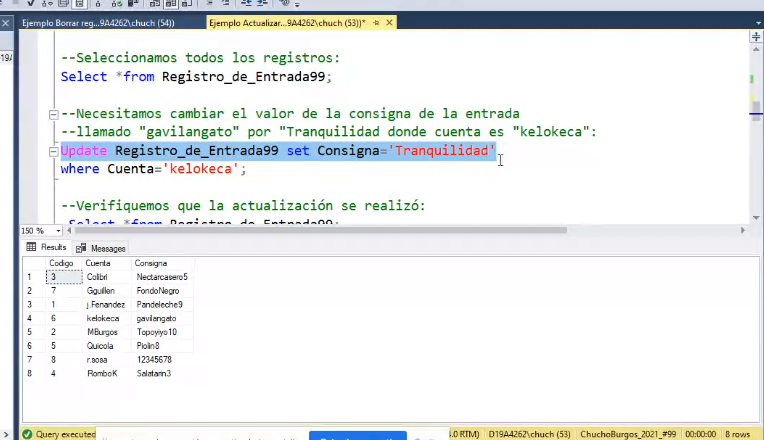 Ejemplo Borrar reg...9A4262\chuch (54))
Ejemplo Actualizar...9A4262\chuch (53))*
--Seleccionamos todos los registros:
Select *from Registro_de_Entrada99;
--Necesitamos cambiar el valor de la consigna de la entrada
--llamado "gavilangato" por "Tranquilidad donde cuenta es "kelokeca":
Update Registro_de_Entrada99 set Consigna='Tranquilidad'
where Cuenta='kelokeca';
--Verifiquemos que la actualización se realizó:
Select *from Registro_de_Entrada99;
150 %
Results Messages
Codigo Cuenta Consigna
1 3 Colibri Nectarcasero5
2 7 Gguillen FondoNegro
3 1 j.Fenandez Pandeleche9
4 6 kelokeca gavilangato
5 2 MBurgos Topoyiyo10
6 5 Quicola Piolin8
7 8 r.sosa 12345678
8 4 RomboK Salatarin3
Query executed
4.0 RTM) D19A4262\chuch (53) ChuchoBurgos_2021_#99 00:00:00 8 rows